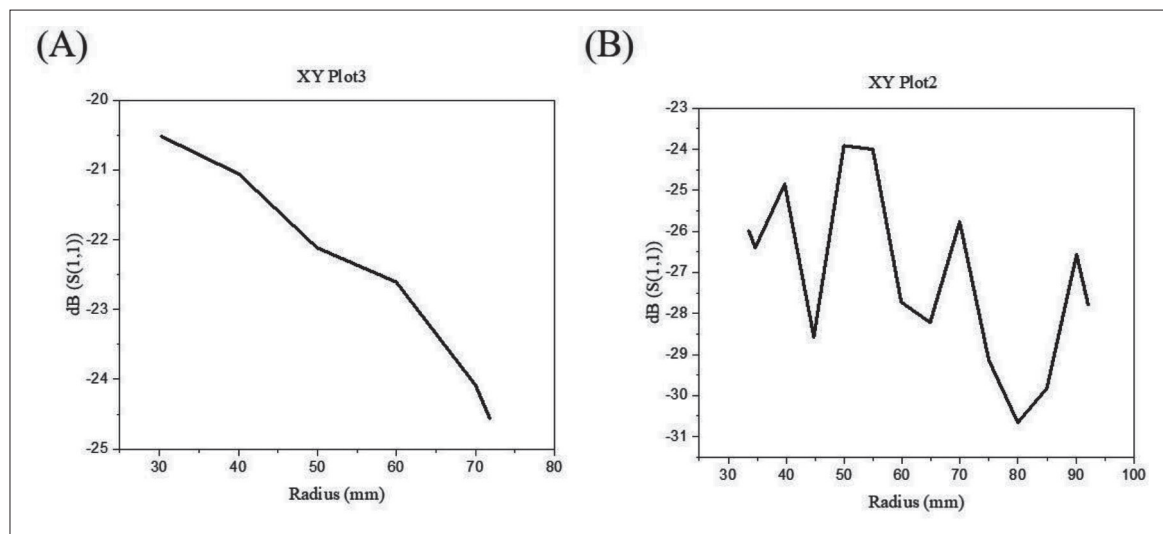 (A)
XY Plot3
-20
-21
-22
-23
-24
-25
dB (S(1,1))
30 40 50 60 70 80
Radius (mm)
(B)
XY Plot2
-23
-24
-25
-26
-27
-28
-29
-30
-31
dB (S(1,1))
30 40 50 60 70 80 90 100
Radius (mm)